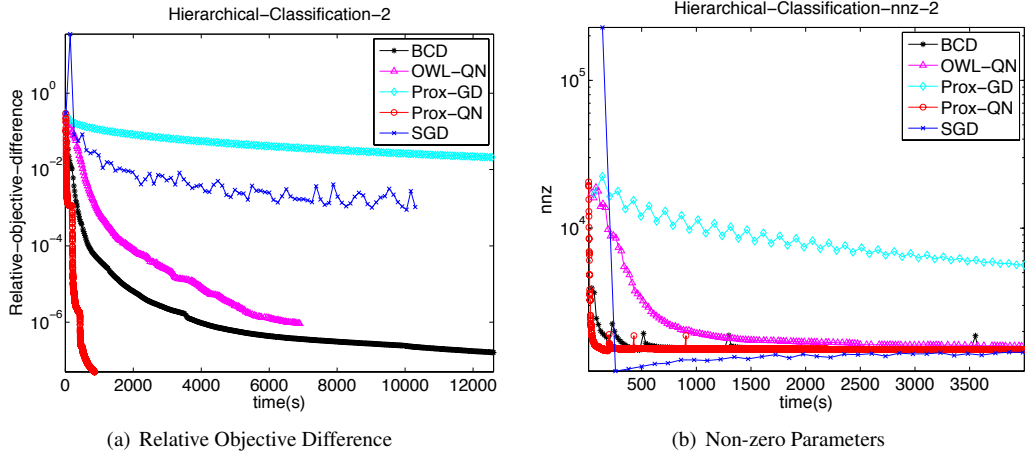 Hierarchical-Classification-2
BCD
OWL-QN
Prox-GD
Prox-QN
SGD
Relative-objective-difference
10^0
10^-2
10^-4
10^-6
0 2000 4000 6000 8000 10000 12000
time(s)
(a) Relative Objective Difference
Hierarchical-Classification-nnz-2
BCD
OWL-QN
Prox-GD
Prox-QN
SGD
nnz
10^5
10^4
500 1000 1500 2000 2500 3000 3500
time(s)
(b) Non-zero Parameters